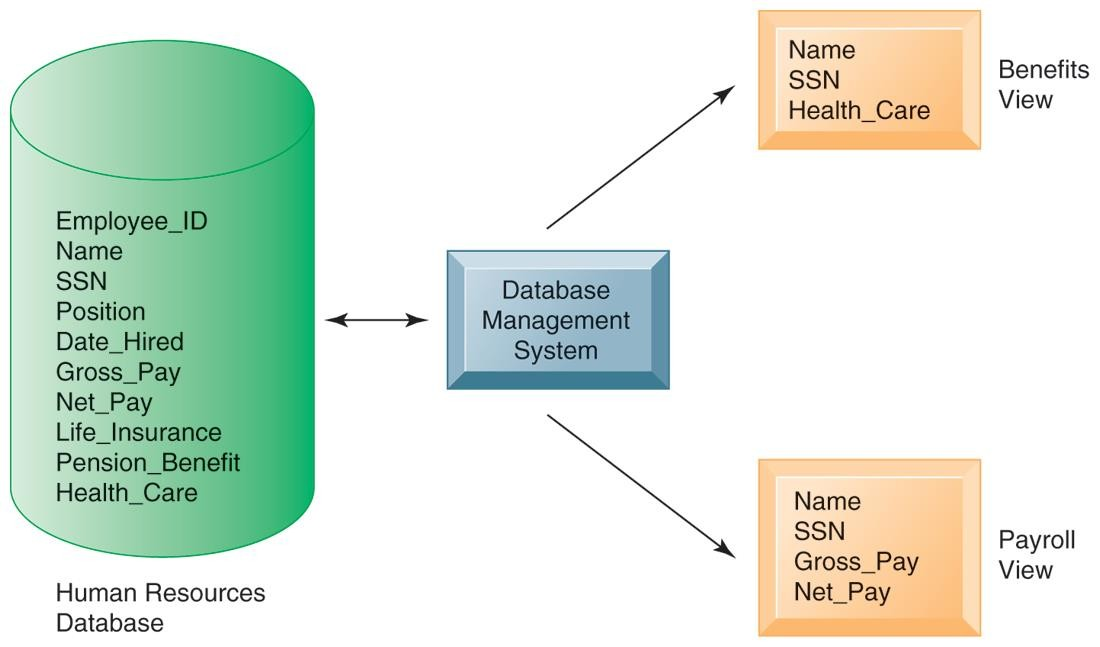 Employee_ID
Name
SSN
Position
Date_Hired
Gross_Pay
Net_Pay
Life_Insurance
Pension_Benefit
Health_Care
Human Resources
Database
Database
Management
System
Name
SSN
Health_Care
Benefits
View
Name
SSN
Gross_Pay
Net_Pay
Payroll
View